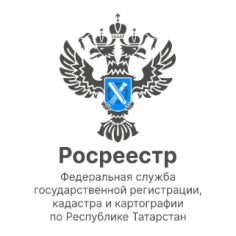 Росреестр
Федеральная служба
государственной регистрации,
кадастра и картографии
по Республике Татарстан